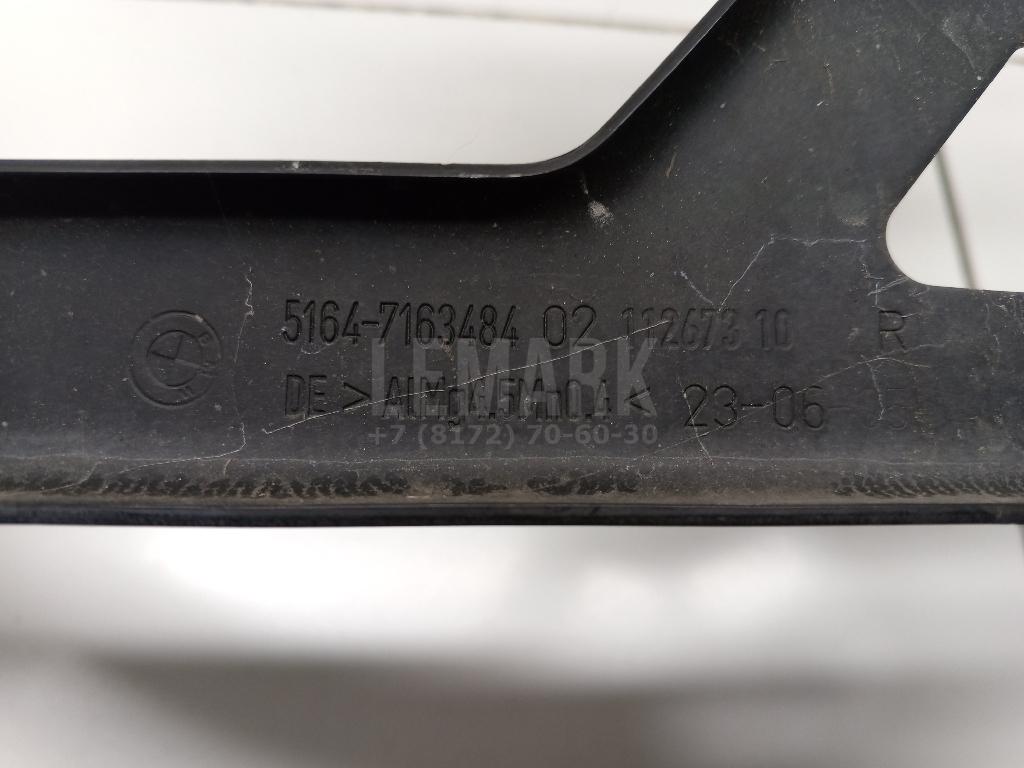 5164-7163484 02 112673 10 R
DE >AlMg4.5Mn0.4< 23-06
LEMARK
+7 (8172) 70-60-30